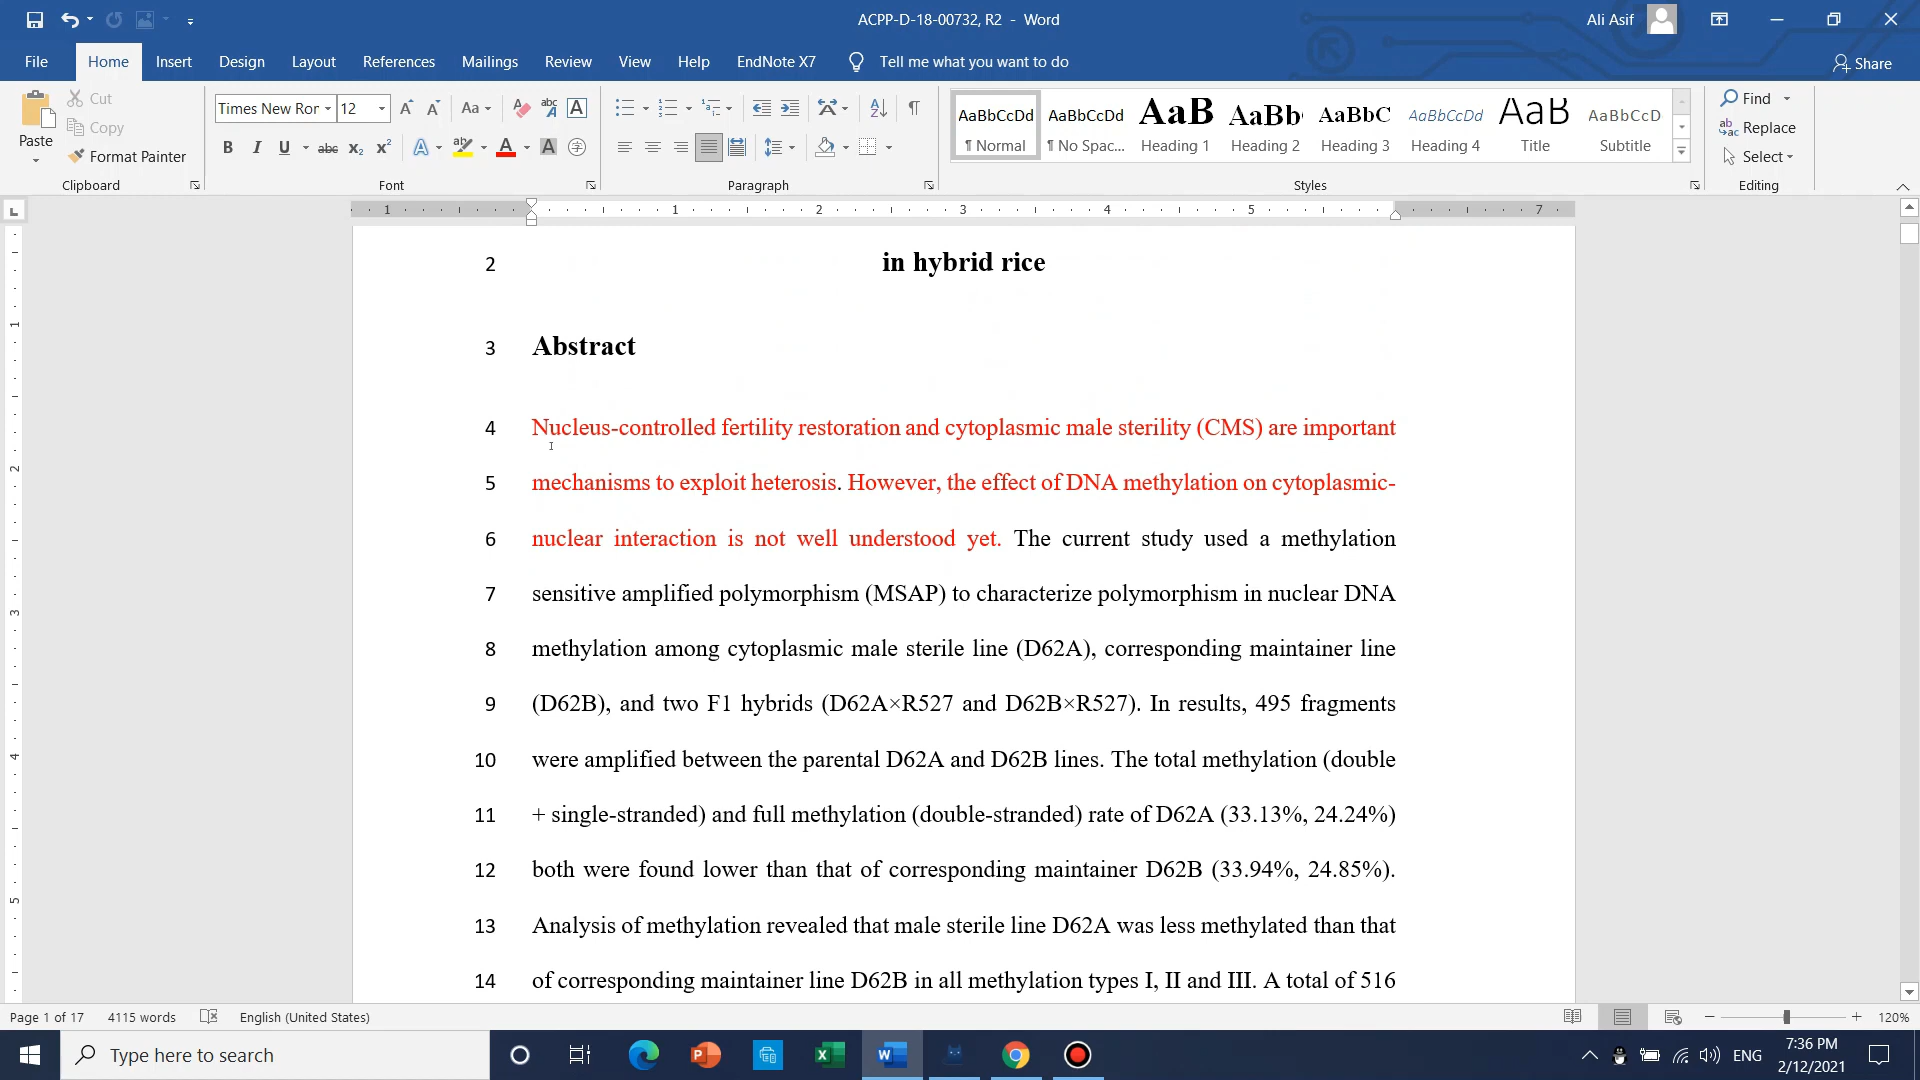 ACPP-D-18-00732, R2 - Word
Ali Asif
File Home Insert Design Layout References Mailings Review View Help EndNote X7 Tell me what you want to do Share
Paste
Cut
Copy
Format Painter
Clipboard
Times New Ror 12
Font
Paragraph
AaBbCcDd AaBbCcDd AaB AaBb( AaBbC AaBbCcDd AaB AaBbCcD
¶ Normal ¶ No Spac... Heading 1 Heading 2 Heading 3 Heading 4 Title Subtitle
Styles
Find
Replace
Select
Editing
1 1 2 3 4 5 7
2 in hybrid rice
3 Abstract
4 Nucleus-controlled fertility restoration and cytoplasmic male sterility (CMS) are important
5 mechanisms to exploit heterosis. However, the effect of DNA methylation on cytoplasmic-
6 nuclear interaction is not well understood yet. The current study used a methylation
7 sensitive amplified polymorphism (MSAP) to characterize polymorphism in nuclear DNA
8 methylation among cytoplasmic male sterile line (D62A), corresponding maintainer line
9 (D62B), and two F1 hybrids (D62A×R527 and D62B×R527). In results, 495 fragments
10 were amplified between the parental D62A and D62B lines. The total methylation (double
11 + single-stranded) and full methylation (double-stranded) rate of D62A (33.13%, 24.24%)
12 both were found lower than that of corresponding maintainer D62B (33.94%, 24.85%).
13 Analysis of methylation revealed that male sterile line D62A was less methylated than that
14 of corresponding maintainer line D62B in all methylation types I, II and III. A total of 516
Page 1 of 17 4115 words English (United States) 120%
Type here to search
ENG
7:36 PM
2/12/2021